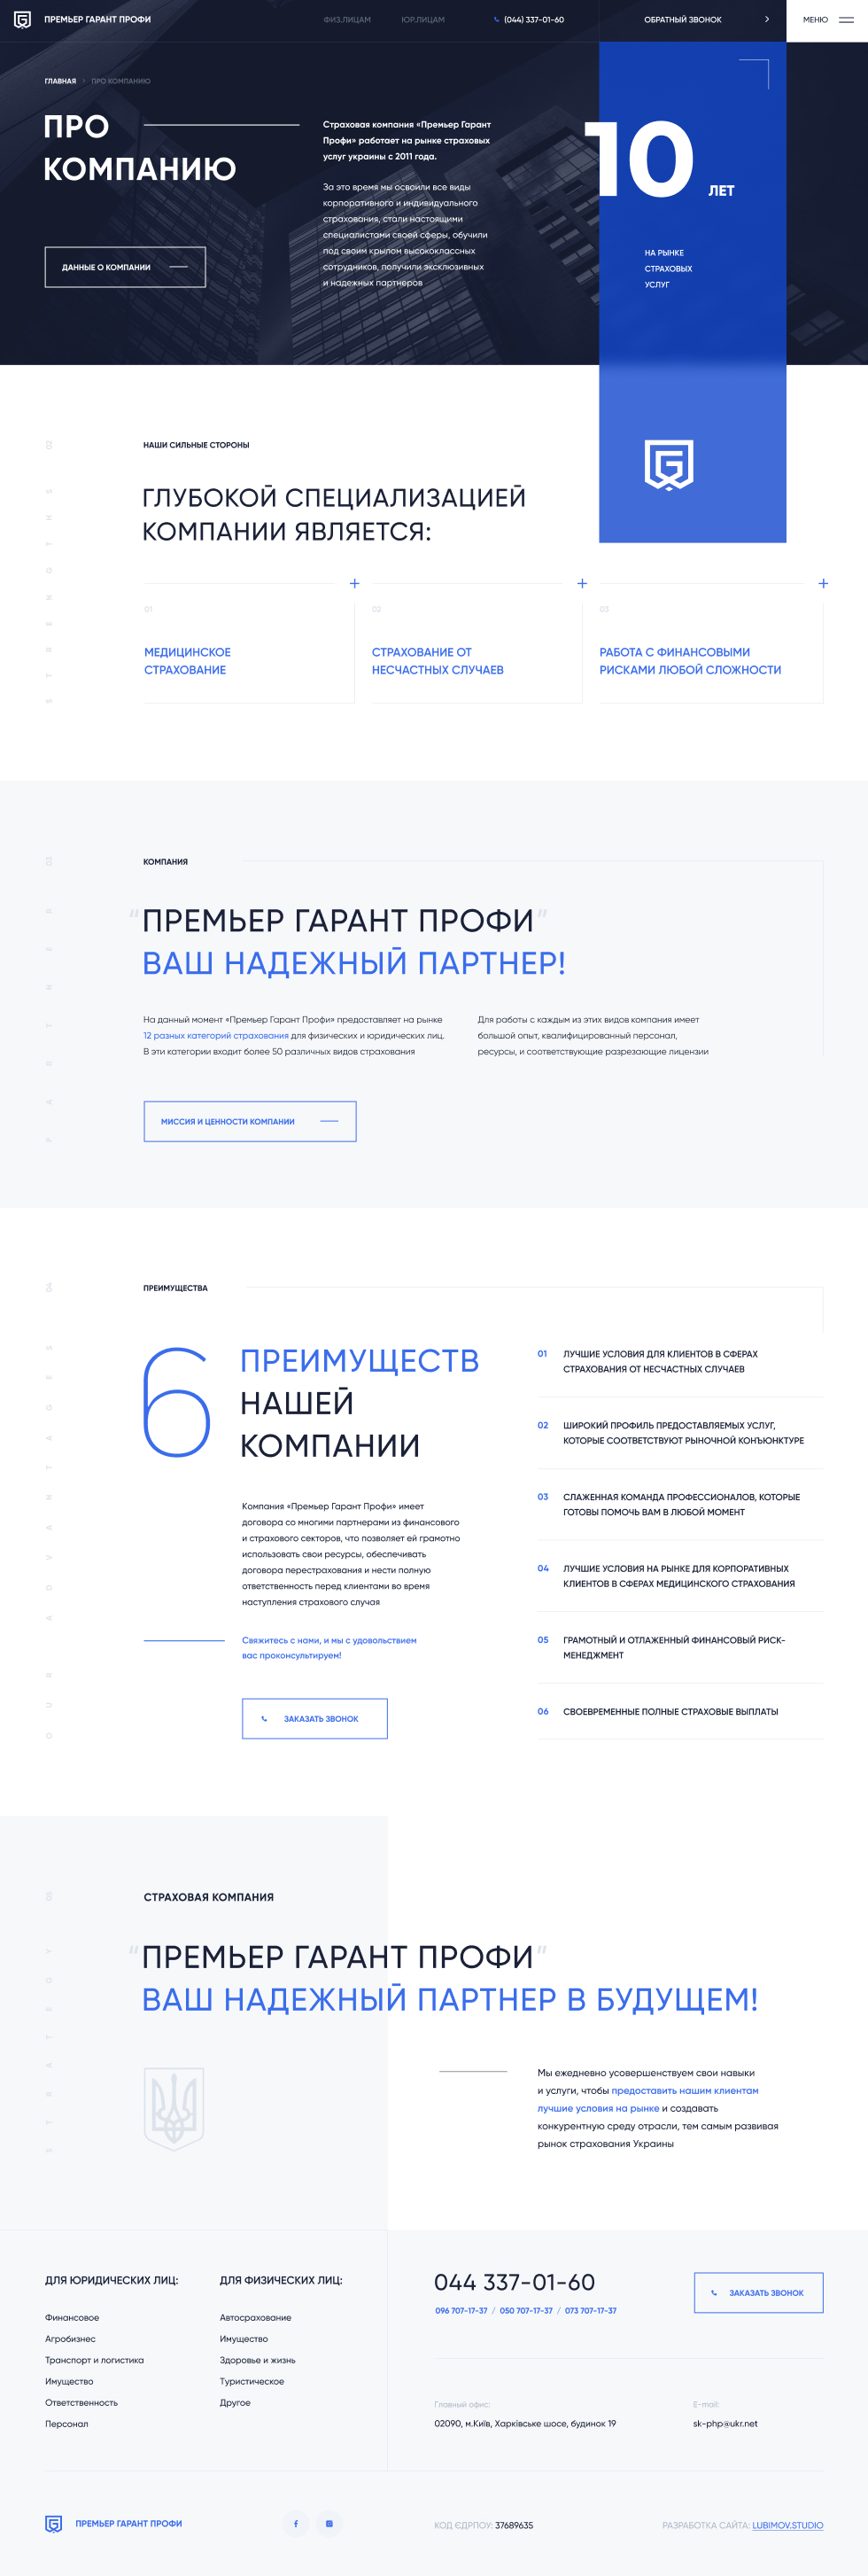 ПРЕМЬЕР ГАРАНТ ПРОФИ
ФИЗ.ЛИЦАМ
ЮР.ЛИЦАМ
(044) 337-01-60
ОБРАТНЫЙ ЗВОНОК
МЕНЮ
ГЛАВНАЯ
ПРО КОМПАНИЮ
ПРО
КОМПАНИЮ
ДАННЫЕ О КОМПАНИИ
Страховая компания «Премьер Гарант
Профи» работает на рынке страховых
услуг украины с 2011 года.
За это время мы освоили все виды
корпоративного и индивидуального
страхования, стали настоящими
специалистами своей сферы, обучили
под своим крылом высококлассных
сотрудников, получили эксклюзивных
и надежных партнеров
10 ЛЕТ
НА РЫНКЕ
СТРАХОВЫХ
УСЛУГ
STRENGTHS 02
НАШИ СИЛЬНЫЕ СТОРОНЫ
ГЛУБОКОЙ СПЕЦИАЛИЗАЦИЕЙ
КОМПАНИИ ЯВЛЯЕТСЯ:
01
МЕДИЦИНСКОЕ
СТРАХОВАНИЕ
02
СТРАХОВАНИЕ ОТ
НЕСЧАСТНЫХ СЛУЧАЕВ
03
РАБОТА С ФИНАНСОВЫМИ
РИСКАМИ ЛЮБОЙ СЛОЖНОСТИ
PARTNER 03
КОМПАНИЯ
“ПРЕМЬЕР ГАРАНТ ПРОФИ”
ВАШ НАДЕЖНЫЙ ПАРТНЕР!
На данный момент «Премьер Гарант Профи» предоставляет на рынке
12 разных категорий страхования для физических и юридических лиц.
В эти категории входит более 50 различных видов страхования
Для работы с каждым из этих видов компания имеет
большой опыт, квалифицированный персонал,
ресурсы, и соответствующие разрезающие лицензии
МИССИЯ И ЦЕННОСТИ КОМПАНИИ
OUR ADVANTAGES 04
ПРЕИМУЩЕСТВА
6 ПРЕИМУЩЕСТВ
НАШЕЙ
КОМПАНИИ
Компания «Премьер Гарант Профи» имеет
договора со многими партнерами из финансового
и страхового секторов, что позволяет ей грамотно
использовать свои ресурсы, обеспечивать
договора перестрахования и нести полную
ответственность перед клиентами во время
наступления страхового случая
Свяжитесь с нами, и мы с удовольствием
вас проконсультируем!
ЗАКАЗАТЬ ЗВОНОК
01 ЛУЧШИЕ УСЛОВИЯ ДЛЯ КЛИЕНТОВ В СФЕРАХ
СТРАХОВАНИЯ ОТ НЕСЧАСТНЫХ СЛУЧАЕВ
02 ШИРОКИЙ ПРОФИЛЬ ПРЕДОСТАВЛЯЕМЫХ УСЛУГ,
КОТОРЫЕ СООТВЕТСТВУЮТ РЫНОЧНОЙ КОНЪЮНКТУРЕ
03 СЛАЖЕННАЯ КОМАНДА ПРОФЕССИОНАЛОВ, КОТОРЫЕ
ГОТОВЫ ПОМОЧЬ ВАМ В ЛЮБОЙ МОМЕНТ
04 ЛУЧШИЕ УСЛОВИЯ НА РЫНКЕ ДЛЯ КОРПОРАТИВНЫХ
КЛИЕНТОВ В СФЕРАХ МЕДИЦИНСКОГО СТРАХОВАНИЯ
05 ГРАМОТНЫЙ И ОТЛАЖЕННЫЙ ФИНАНСОВЫЙ РИСК-
МЕНЕДЖМЕНТ
06 СВОЕВРЕМЕННЫЕ ПОЛНЫЕ СТРАХОВЫЕ ВЫПЛАТЫ
СТРАХОВАЯ КОМПАНИЯ
“ПРЕМЬЕР ГАРАНТ ПРОФИ”
ВАШ НАДЕЖНЫЙ ПАРТНЕР В БУДУЩЕМ!
Мы ежедневно усовершенствуем свои навыки
и услуги, чтобы предоставить нашим клиентам
лучшие условия на рынке и создавать
конкурентную среду отрасли, тем самым развивая
рынок страхования Украины
ДЛЯ ЮРИДИЧЕСКИХ ЛИЦ:
Финансовое
Агробизнес
Транспорт и логистика
Имущество
Ответственность
Персонал
ДЛЯ ФИЗИЧЕСКИХ ЛИЦ:
Автосрахование
Имущество
Здоровье и жизнь
Туристическое
Другое
044 337-01-60
096 707-17-37 / 050 707-17-37 / 073 707-17-37
ЗАКАЗАТЬ ЗВОНОК
Главный офис:
02090, м.Київ, Харківське шосе, будинок 19
E-mail:
sk-php@ukr.net
ПРЕМЬЕР ГАРАНТ ПРОФИ
КОД ЄДРПОУ: 37689635
РАЗРАБОТКА САЙТА: LUBIMOV.STUDIO